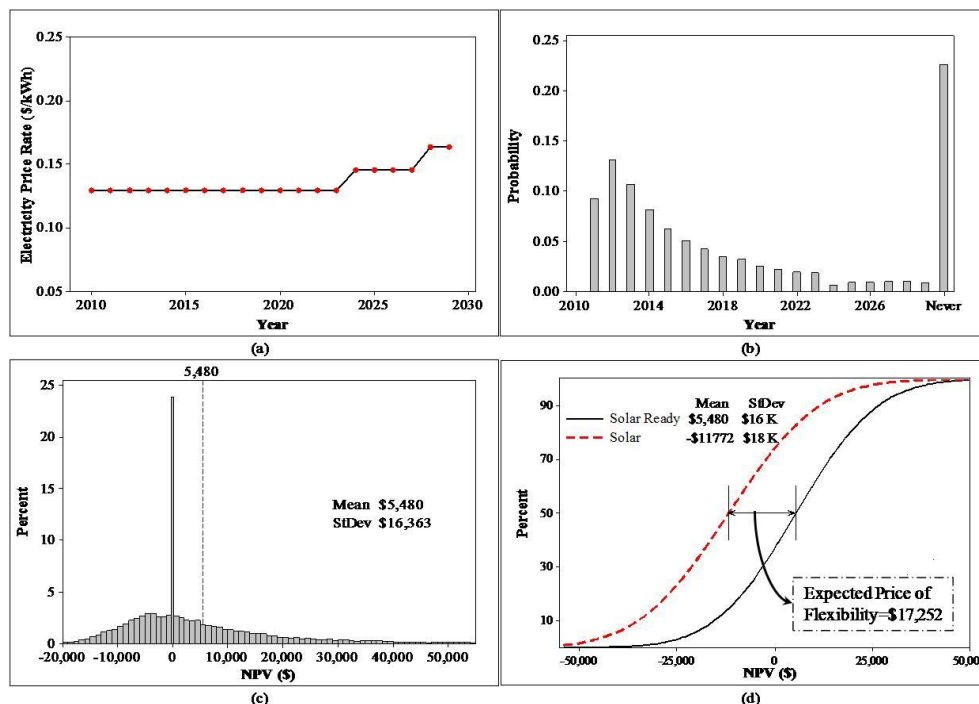 0.25
0.20
0.15
0.10
0.05
Electricity Price Rate ($/kWh)
2010 2015 2020 2025 2030
Year
(a)
0.25
0.20
0.15
0.10
0.05
0.00
Probability
2010 2014 2018 2022 2026 Never
Year
(b)
5,480
25
20
15
10
5
0
Percent
Mean $5,480
StDev $16,363
-20,000 -10,000 0 10,000 20,000 30,000 40,000 50,000
NPV ($)
(c)
90
70
50
30
10
Percent
Mean StDev
Solar Ready $5,480 $16 K
Solar -$11772 $18 K
Expected Price of
Flexibility=$17,252
-50,000 -25,000 0 25,000 50,000
NPV ($)
(d)